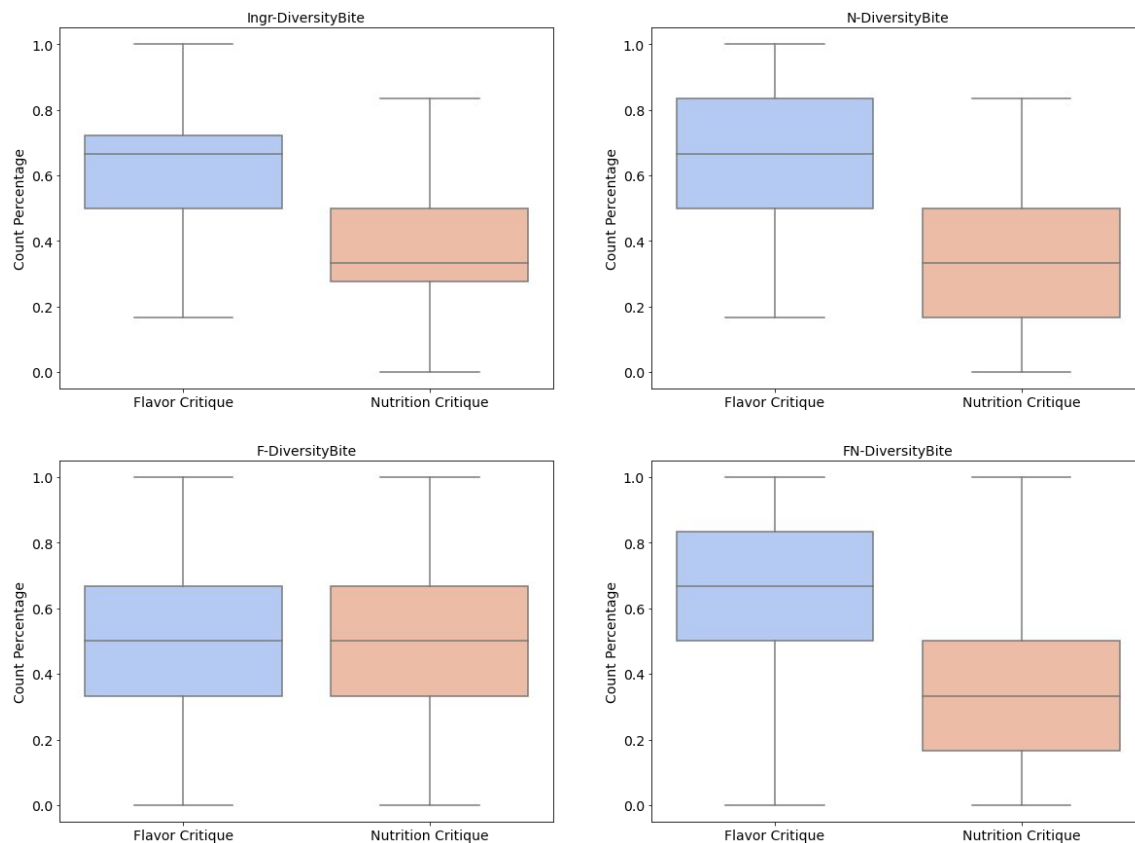 Ingr-DiversityBite
Count Percentage
1.0
0.8
0.6
0.4
0.2
0.0
Flavor Critique
Nutrition Critique
N-DiversityBite
Count Percentage
1.0
0.8
0.6
0.4
0.2
0.0
Flavor Critique
Nutrition Critique
F-DiversityBite
Count Percentage
1.0
0.8
0.6
0.4
0.2
0.0
Flavor Critique
Nutrition Critique
FN-DiversityBite
Count Percentage
1.0
0.8
0.6
0.4
0.2
0.0
Flavor Critique
Nutrition Critique